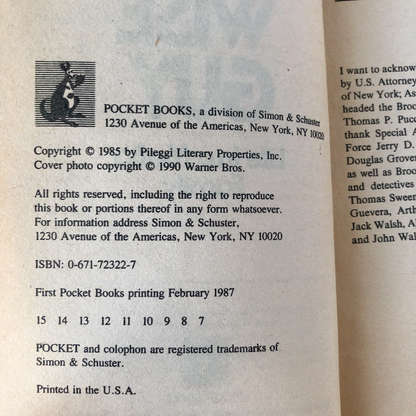 POCKET BOOKS, a division of Simon & Schuster
1230 Avenue of the Americas, New York, NY 10020
Copyright © 1985 by Pileggi Literary Properties, Inc.
Cover photo copyright © 1990 Warner Bros.
All rights reserved, including the right to reproduce
this book or portions thereof in any form whatsoever.
For information address Simon & Schuster,
1230 Avenue of the Americas, New York, NY 10020
ISBN: 0-671-72322-7
First Pocket Books printing February 1987
15 14 13 12 11 10 9 8 7
POCKET and colophon are registered trademarks of
Simon & Schuster.
Printed in the U.S.A.
I want to acknow
by U.S. Attorney
of New York; As
headed the Broo
Thomas P. Pucc
thank Special A
Force Jerry D.
Douglas Grove
as well as Brook
and detectives
Thomas Sween
Guevera, Art
Jack Walsh, A
and John Wal